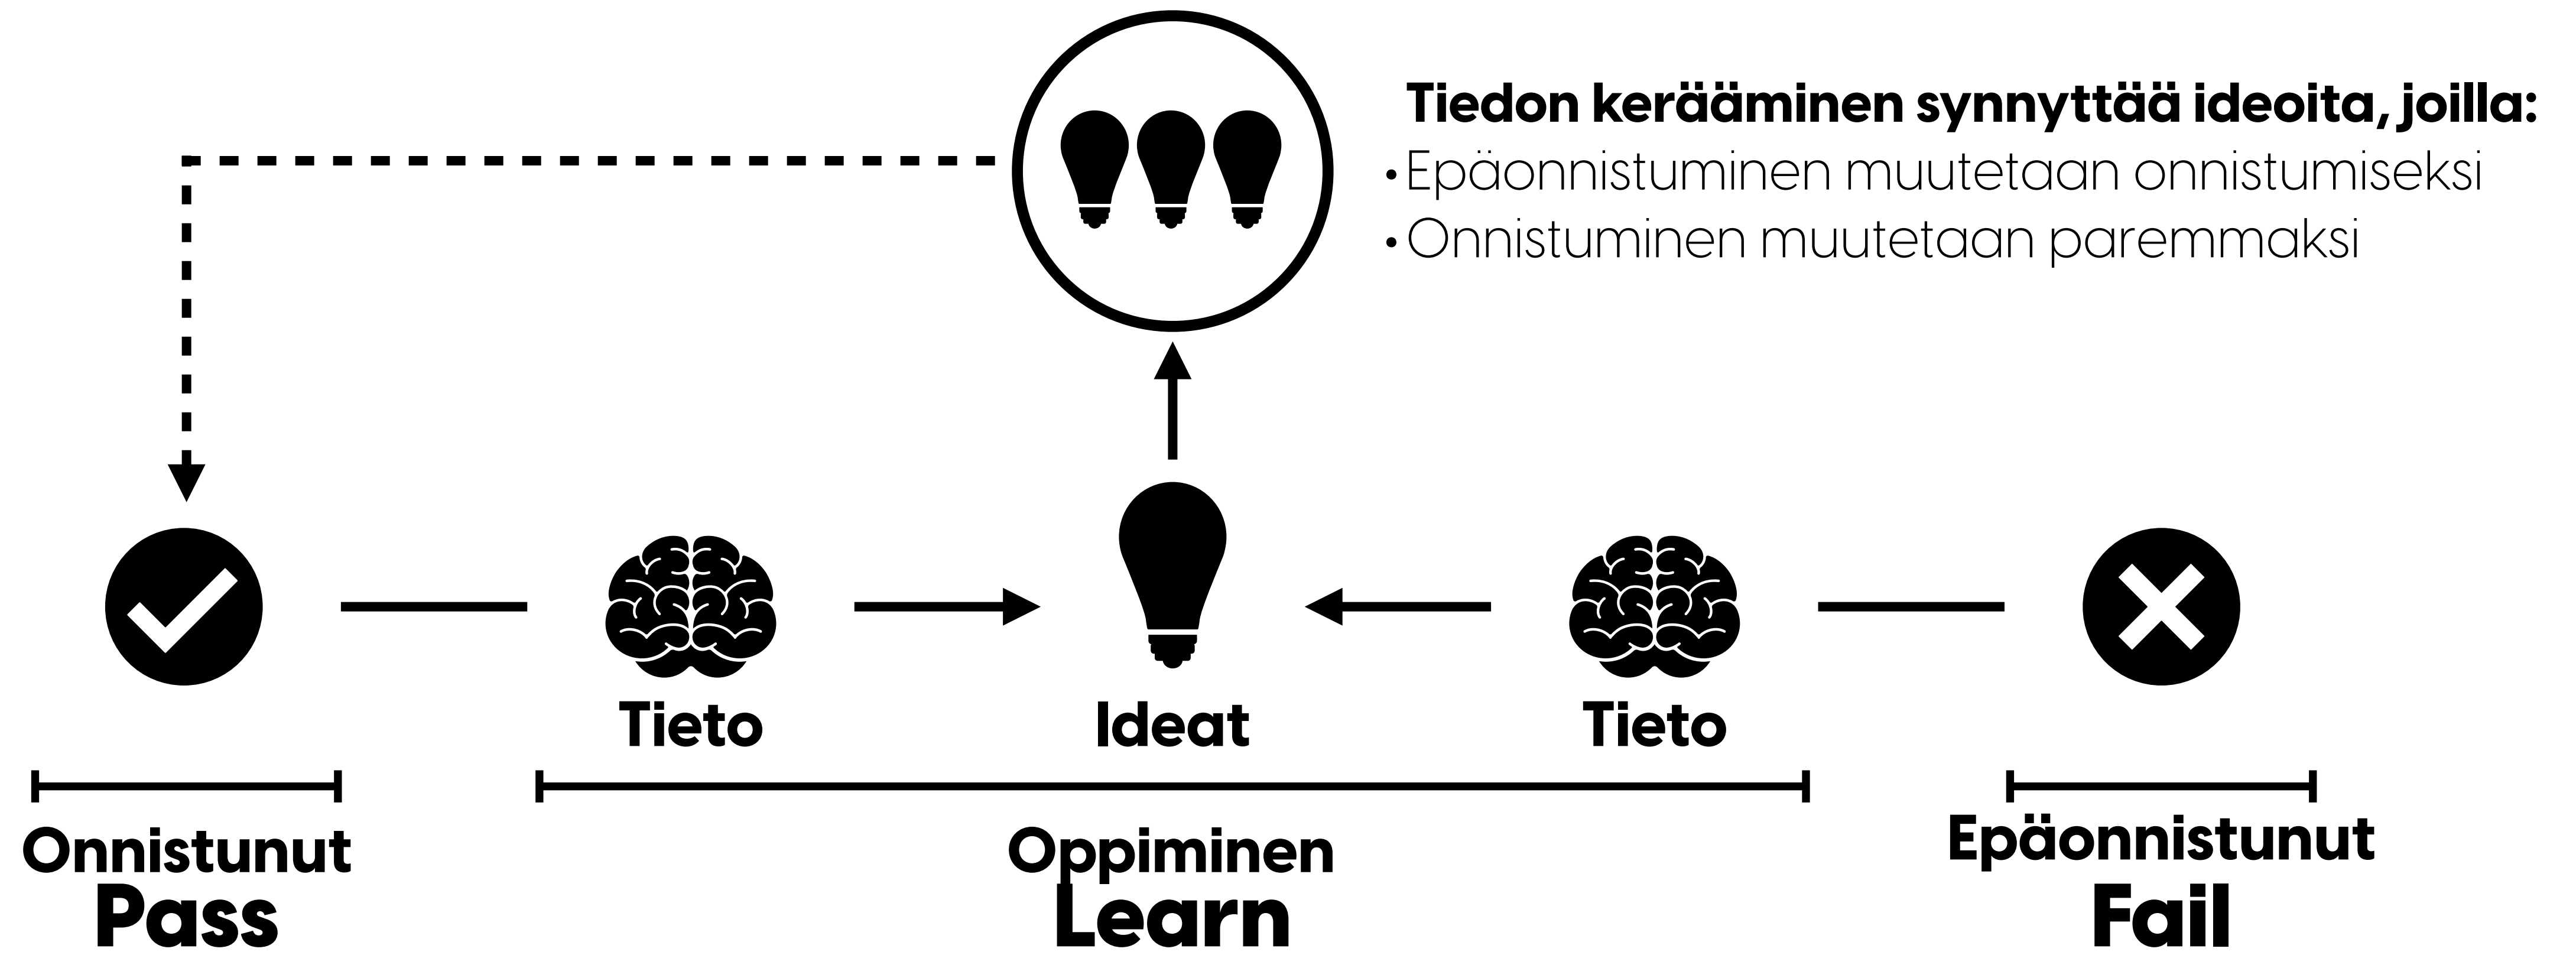 Tiedon kerääminen synnyttää ideoita, joilla:
• Epäonnistuminen muutetaan onnistumiseksi
• Onnistuminen muutetaan paremmaksi
Tieto
Ideat
Tieto
Onnistunut
Pass
Oppiminen
Learn
Epäonnistunut
Fail